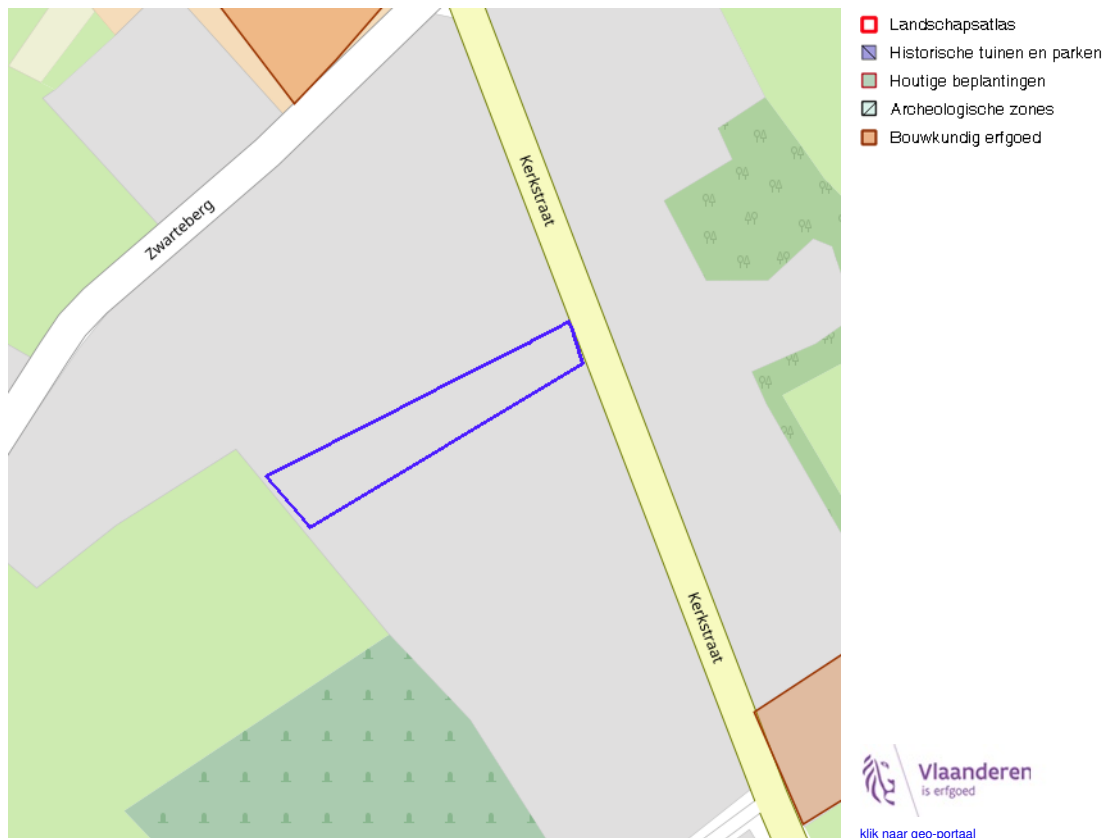 Landschapsatlas
Historische tuinen en parken
Houtige beplantingen
Archeologische zones
Bouwkundig erfgoed
Kerkstraat
Zwarteberg
Kerkstraat
Vlaanderen
is erfgoed
klik naar geo-portaal